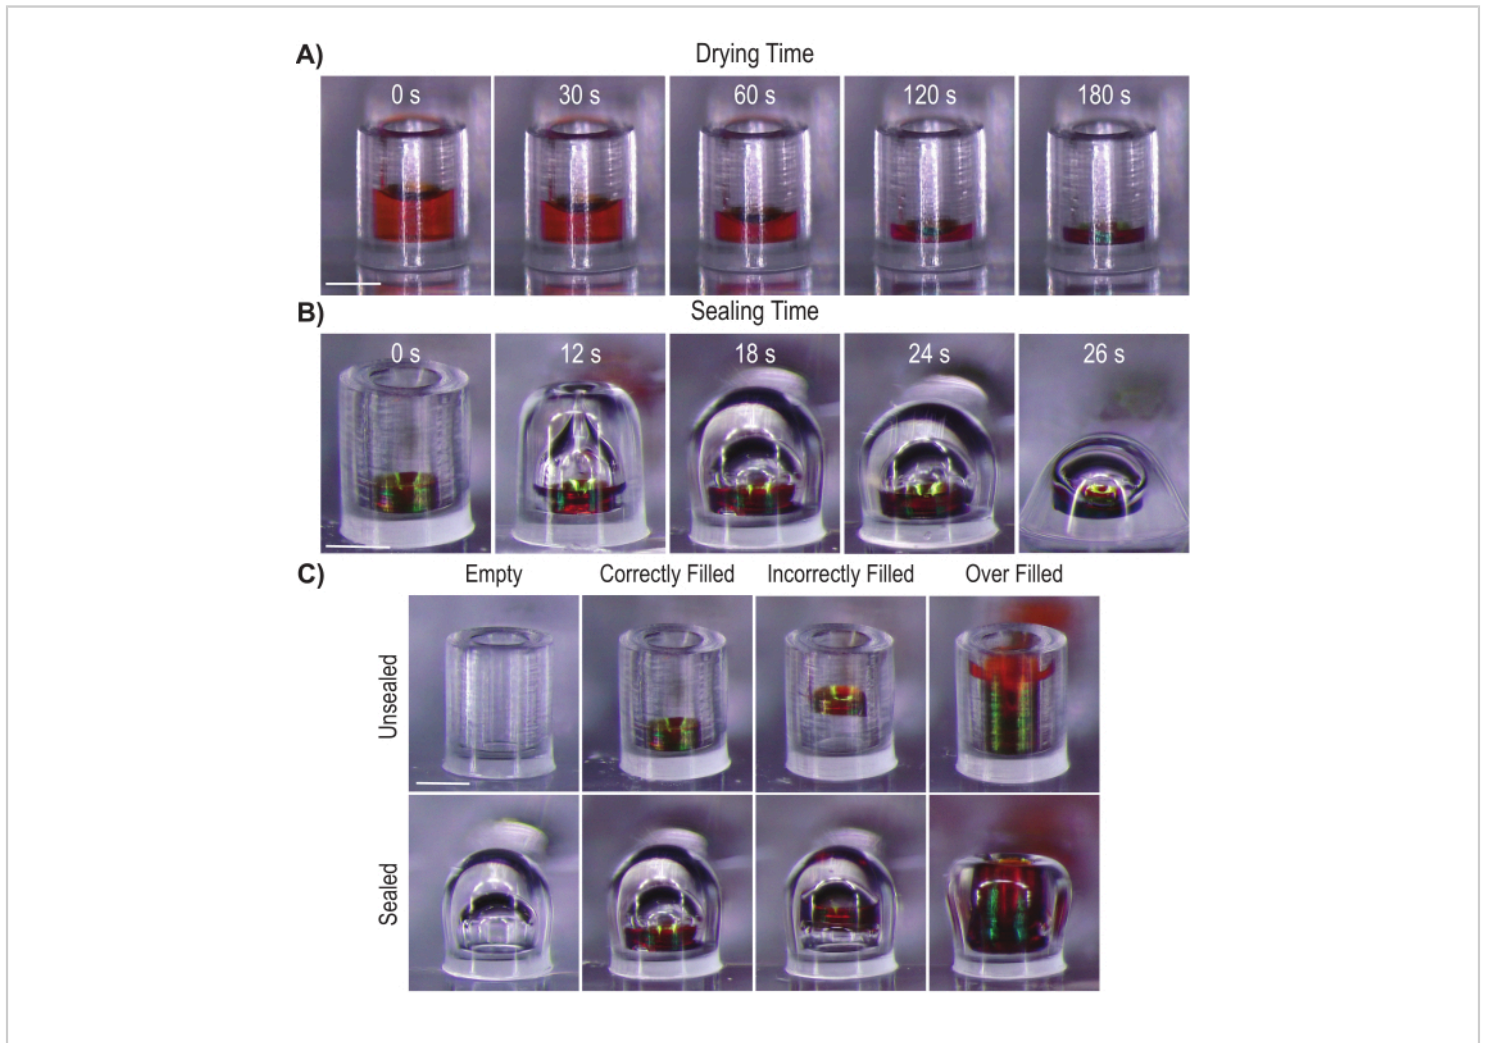 A)
Drying Time
0 s
30 s
60 s
120 s
180 s
B)
Sealing Time
0 s
12 s
18 s
24 s
26 s
C)
Empty
Correctly Filled
Incorrectly Filled
Over Filled
Unsealed
Sealed